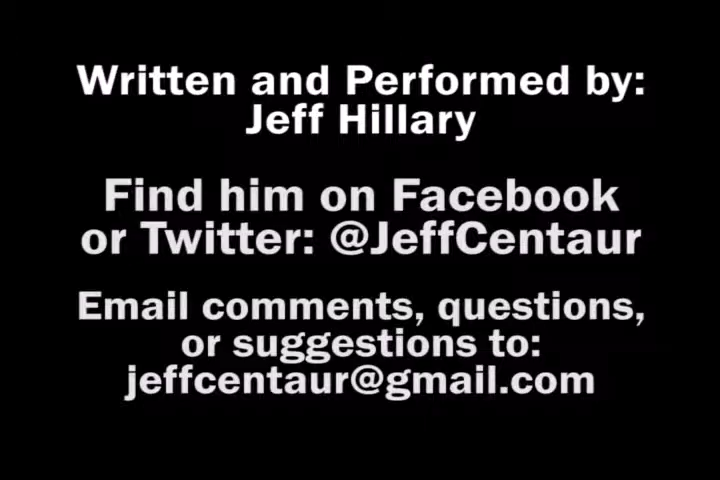 Written and Performed by:
Jeff Hillary
Find him on Facebook
or Twitter: @JeffCentaur
Email comments, questions,
or suggestions to:
jeffcentaur@gmail.com